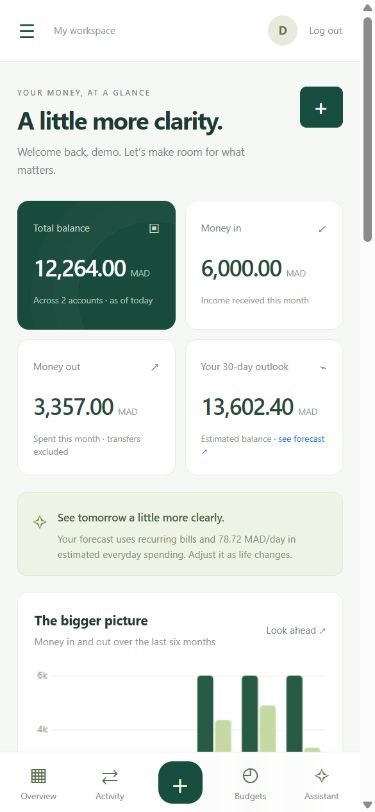 My workspace
D
Log out
YOUR MONEY, AT A GLANCE
A little more clarity.
+
Welcome back, demo. Let's make room for what
matters.
Total balance
12,264.00 MAD
Across 2 accounts · as of today
Money in
↙
6,000.00 MAD
Income received this month
Money out
↗
3,357.00 MAD
Spent this month · transfers
excluded
Your 30-day outlook
13,602.40 MAD
Estimated balance · see forecast
↗
See tomorrow a little more clearly.
Your forecast uses recurring bills and 78.72 MAD/day in
estimated everyday spending. Adjust it as life changes.
The bigger picture
Look ahead ↗
Money in and out over the last six months
6k
4k
Overview
Activity
+
Budgets
Assistant